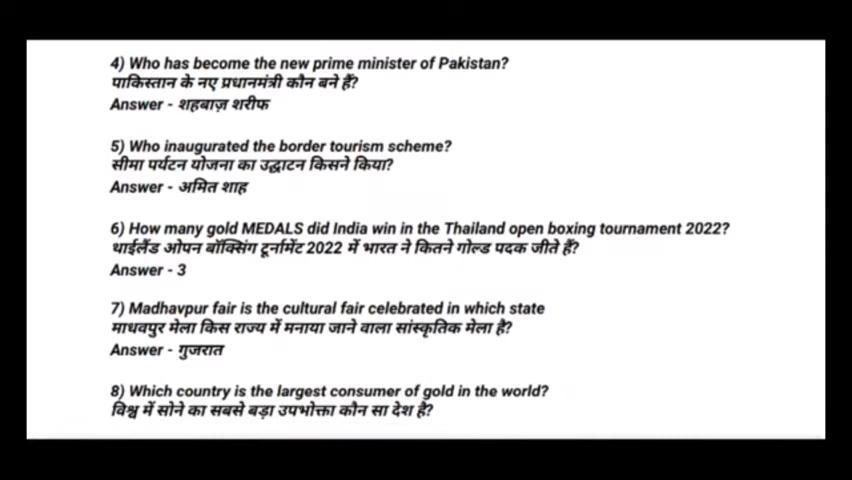 4) Who has become the new prime minister of Pakistan?
पाकिस्तान के नए प्रधानमंत्री कौन बने हैं?
Answer - शहबाज़ शरीफ
5) Who inaugurated the border tourism scheme?
सीमा पर्यटन योजना का उद्घाटन किसने किया?
Answer - अमित शाह
6) How many gold MEDALS did India win in the Thailand open boxing tournament 2022?
थाईलैंड ओपन बॉक्सिंग टूर्नामेंट 2022 में भारत ने कितने गोल्ड पदक जीते हैं?
Answer - 3
7) Madhavpur fair is the cultural fair celebrated in which state
माधवपुर मेला किस राज्य में मनाया जाने वाला सांस्कृतिक मेला है?
Answer - गुजरात
8) Which country is the largest consumer of gold in the world?
विश्व में सोने का सबसे बड़ा उपभोक्ता कौन सा देश है?